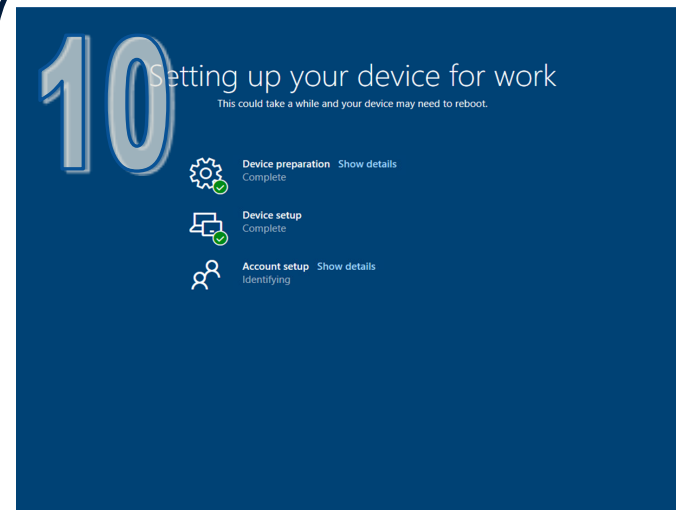 10
Setting up your device for work
This could take a while and your device may need to reboot.
Device preparation Show details
Complete
Device setup
Complete
Account setup Show details
Identifying